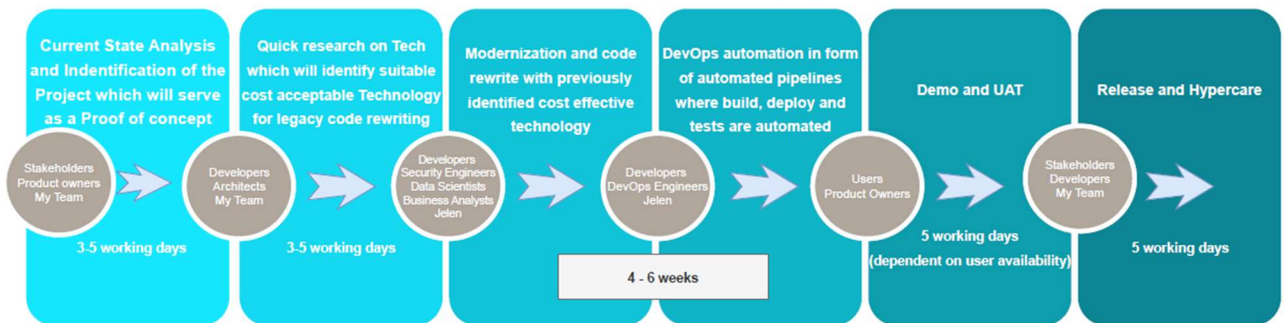 Current State Analysis
and Indentification of the
Project which will serve
as a Proof of concept
Stakeholders
Product owners
My Team
3-5 working days
Quick research on Tech
which will identify suitable
cost acceptable Technology
for legacy code rewriting
Developers
Architects
My Team
3-5 working days
Modernization and code
rewrite with previously
identified cost effective
technology
Developers
Security Engineers
Data Scientists
Business Analysts
Jelen
DevOps automation in form
of automated pipelines
where build, deploy and
tests are automated
Developers
DevOps Engineers
Jelen
4 - 6 weeks
Demo and UAT
Users
Product Owners
5 working days
(dependent on user availability)
Release and Hypercare
Stakeholders
Developers
My Team
5 working days